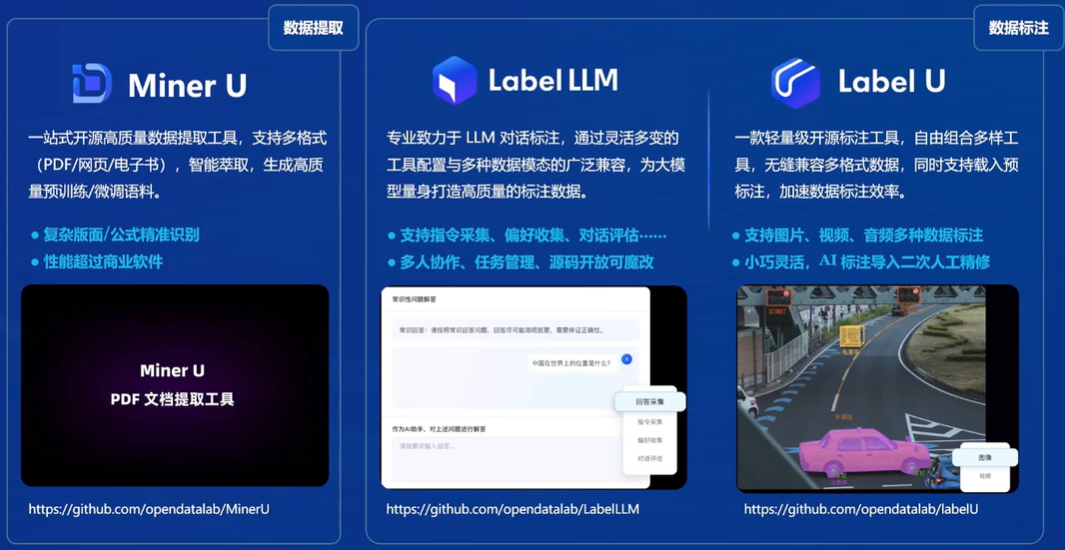 数据提取
Miner U
一站式开源高质量数据提取工具，支持多格式
（PDF/网页/电子书），智能萃取，生成高质
量预训练/微调语料。
● 复杂版面/公式精准识别
● 性能超过商业软件
Miner U
PDF 文档提取工具
https://github.com/opendatalab/MinerU
数据标注
Label LLM
专业致力于 LLM 对话标注，通过灵活多变的
工具配置与多种数据模态的广泛兼容，为大模
型量身打造高质量的标注数据。
● 支持指令采集、偏好收集、对话评估······
● 多人协作、任务管理、源码开放可魔改
常识性问题解答
常识回答：请按照常识回答问题，回答尽可能简明扼要，需要保证正确性。
中国在世界上的位置是什么？
回答采集
指令采集
偏好收集
对话评估
作为AI助手，对上述问题进行解答
请按要求输入回答...
https://github.com/opendatalab/LabelLLM
Label U
一款轻量级开源标注工具，自由组合多样工
具，无缝兼容多格式数据，同时支持载入预
标注，加速数据标注效率。
● 支持图片、视频、音频多种数据标注
● 小巧灵活，AI 标注导入二次人工精修
红绿灯
私家车
车道线
图像
视频
https://github.com/opendatalab/labelU